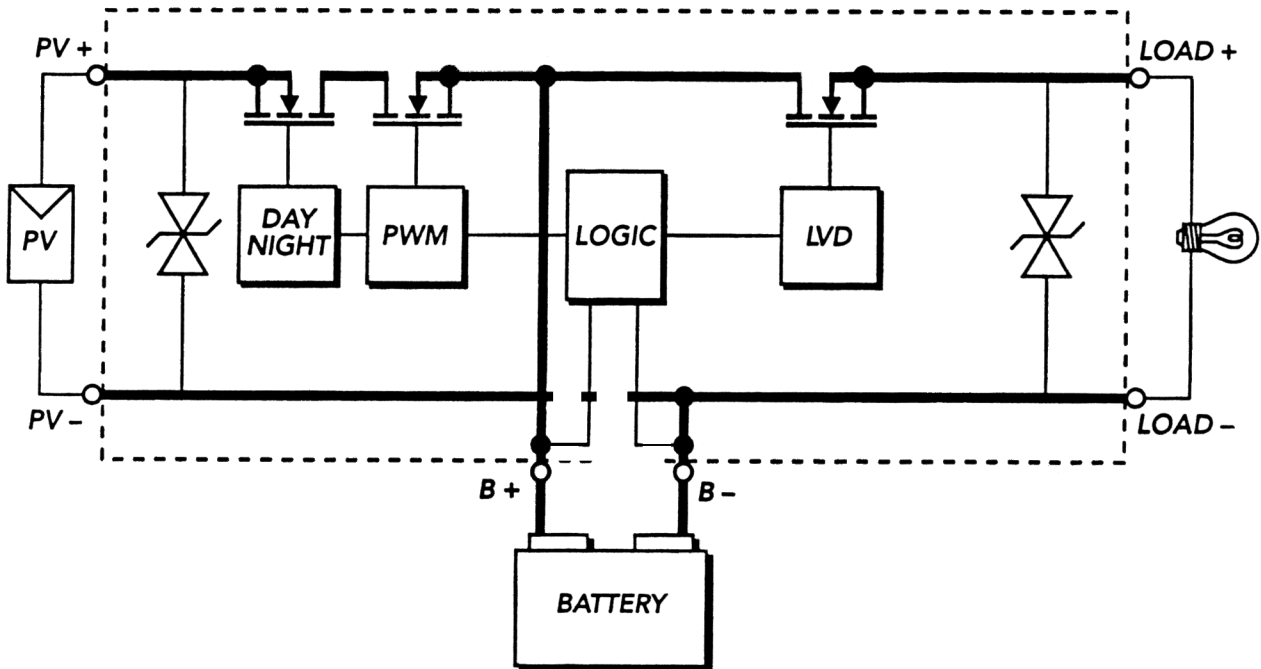 PV +
LOAD +
PV
DAY
NIGHT
PWM
LOGIC
LVD
PV –
LOAD –
B +
B –
BATTERY